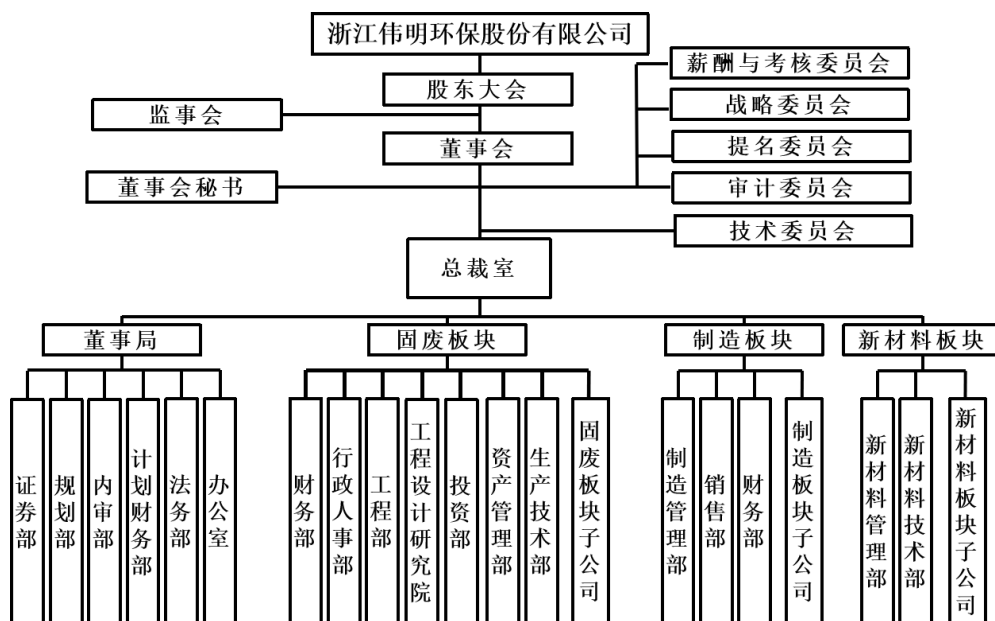 浙江伟明环保股份有限公司
股东大会
监事会
董事会
董事会秘书
薪酬与考核委员会
战略委员会
提名委员会
审计委员会
技术委员会
总裁室
董事局
固废板块
制造板块
新材料板块
证券部
规划部
内审部
计划财务部
法务部
办公室
财务部
行政人事部
工程部
工程设计研究院
投资部
资产管理部
生产技术部
固废板块子公司
制造管理部
销售部
财务部
制造板块子公司
新材料管理部
新材料技术部
新材料板块子公司